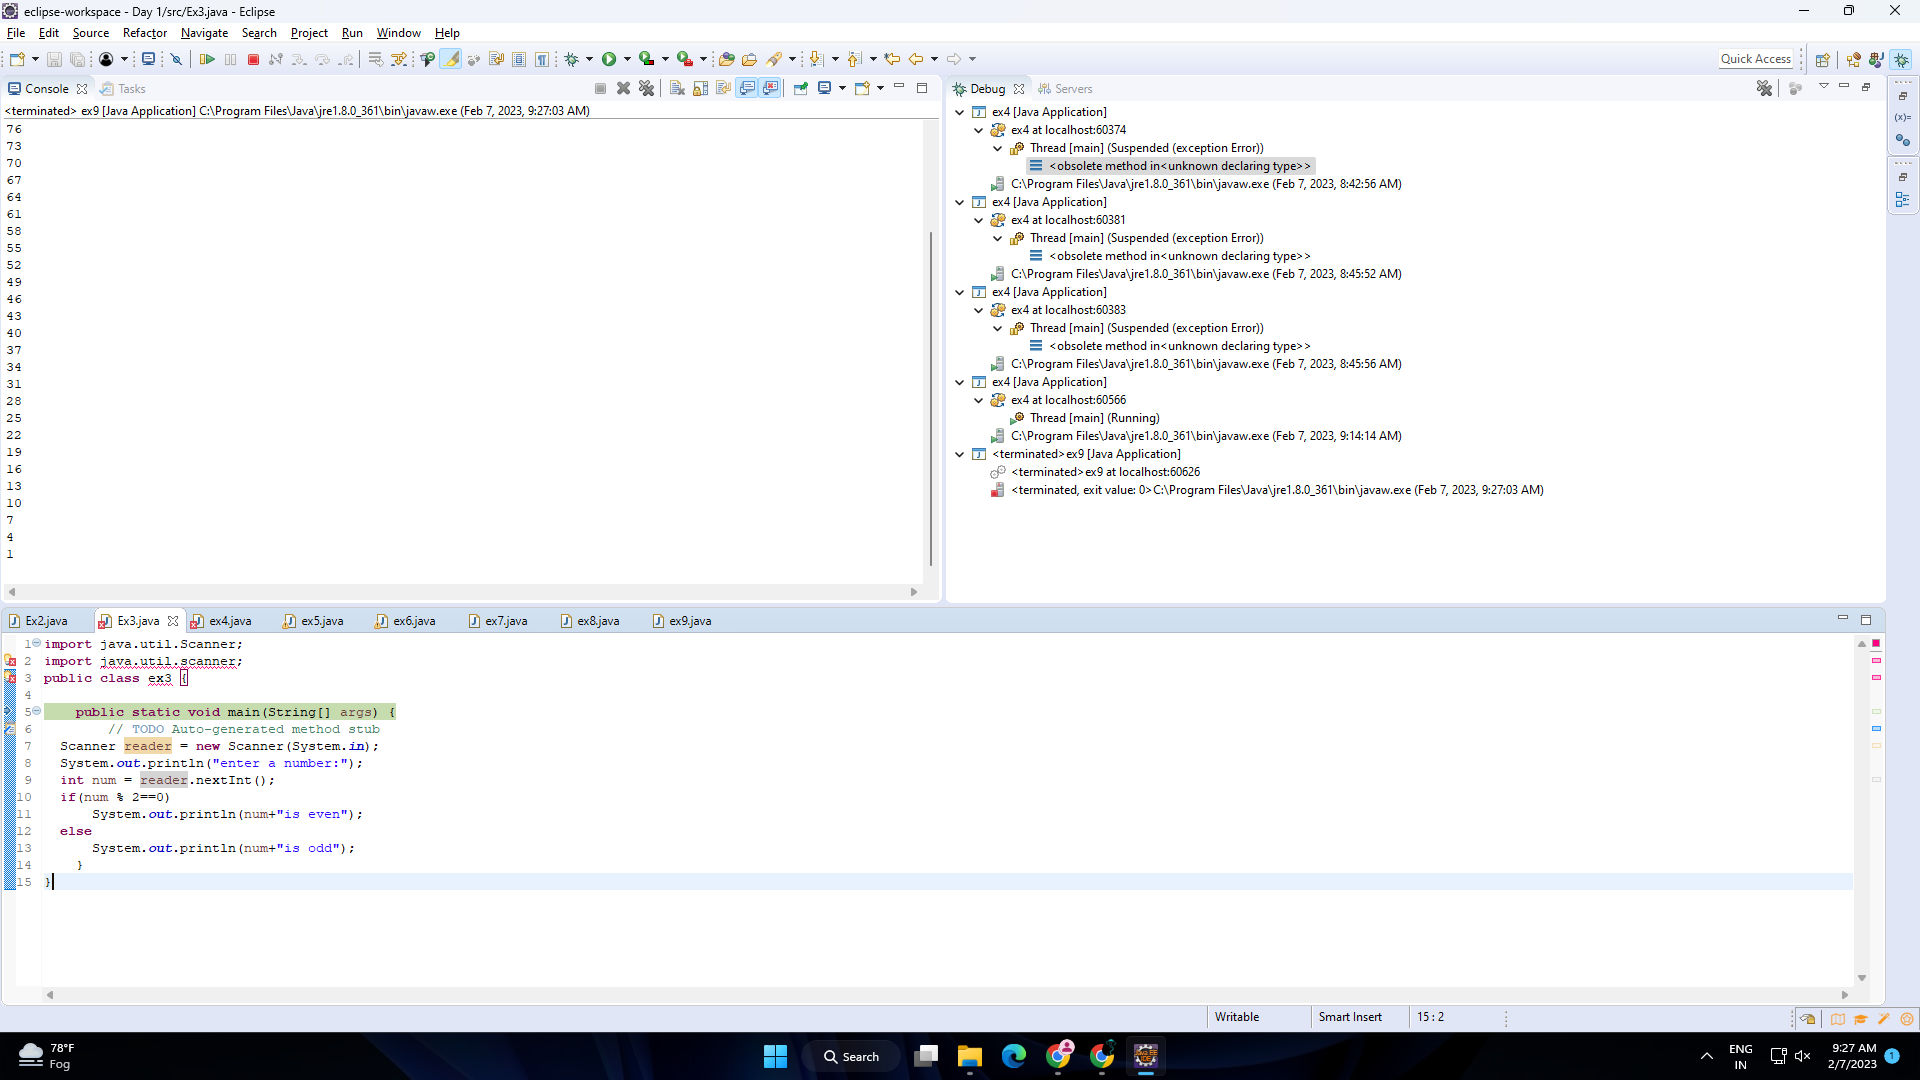 eclipse-workspace - Day 1/src/Ex3.java - Eclipse
File Edit Source Refactor Navigate Search Project Run Window Help
Quick Access
Console Tasks
<terminated> ex9 [Java Application] C:\Program Files\Java\jre1.8.0_361\bin\javaw.exe (Feb 7, 2023, 9:27:03 AM)
76
73
70
67
64
61
58
55
52
49
46
43
40
37
34
31
28
25
22
19
16
13
10
7
4
1
Debug Servers
ex4 [Java Application]
ex4 at localhost:60374
Thread [main] (Suspended (exception Error))
<obsolete method in<unknown declaring type>>
C:\Program Files\Java\jre1.8.0_361\bin\javaw.exe (Feb 7, 2023, 8:42:56 AM)
ex4 [Java Application]
ex4 at localhost:60381
Thread [main] (Suspended (exception Error))
<obsolete method in<unknown declaring type>>
C:\Program Files\Java\jre1.8.0_361\bin\javaw.exe (Feb 7, 2023, 8:45:52 AM)
ex4 [Java Application]
ex4 at localhost:60383
Thread [main] (Suspended (exception Error))
<obsolete method in<unknown declaring type>>
C:\Program Files\Java\jre1.8.0_361\bin\javaw.exe (Feb 7, 2023, 8:45:56 AM)
ex4 [Java Application]
ex4 at localhost:60566
Thread [main] (Running)
C:\Program Files\Java\jre1.8.0_361\bin\javaw.exe (Feb 7, 2023, 9:14:14 AM)
<terminated>ex9 [Java Application]
<terminated>ex9 at localhost:60626
<terminated, exit value: 0>C:\Program Files\Java\jre1.8.0_361\bin\javaw.exe (Feb 7, 2023, 9:27:03 AM)
(x)=
Ex2.java Ex3.java ex4.java ex5.java ex6.java ex7.java ex8.java ex9.java
1 import java.util.Scanner;
2 import java.util.scanner;
3 public class ex3 {
4
5 public static void main(String[] args) {
6 // TODO Auto-generated method stub
7 Scanner reader = new Scanner(System.in);
8 System.out.println("enter a number:");
9 int num = reader.nextInt();
10 if(num % 2==0)
11 System.out.println(num+"is even");
12 else
13 System.out.println(num+"is odd");
14 }
15 }
Writable Smart Insert 15 : 2
78°F
Fog
Search
ENG
IN
9:27 AM
2/7/2023
1